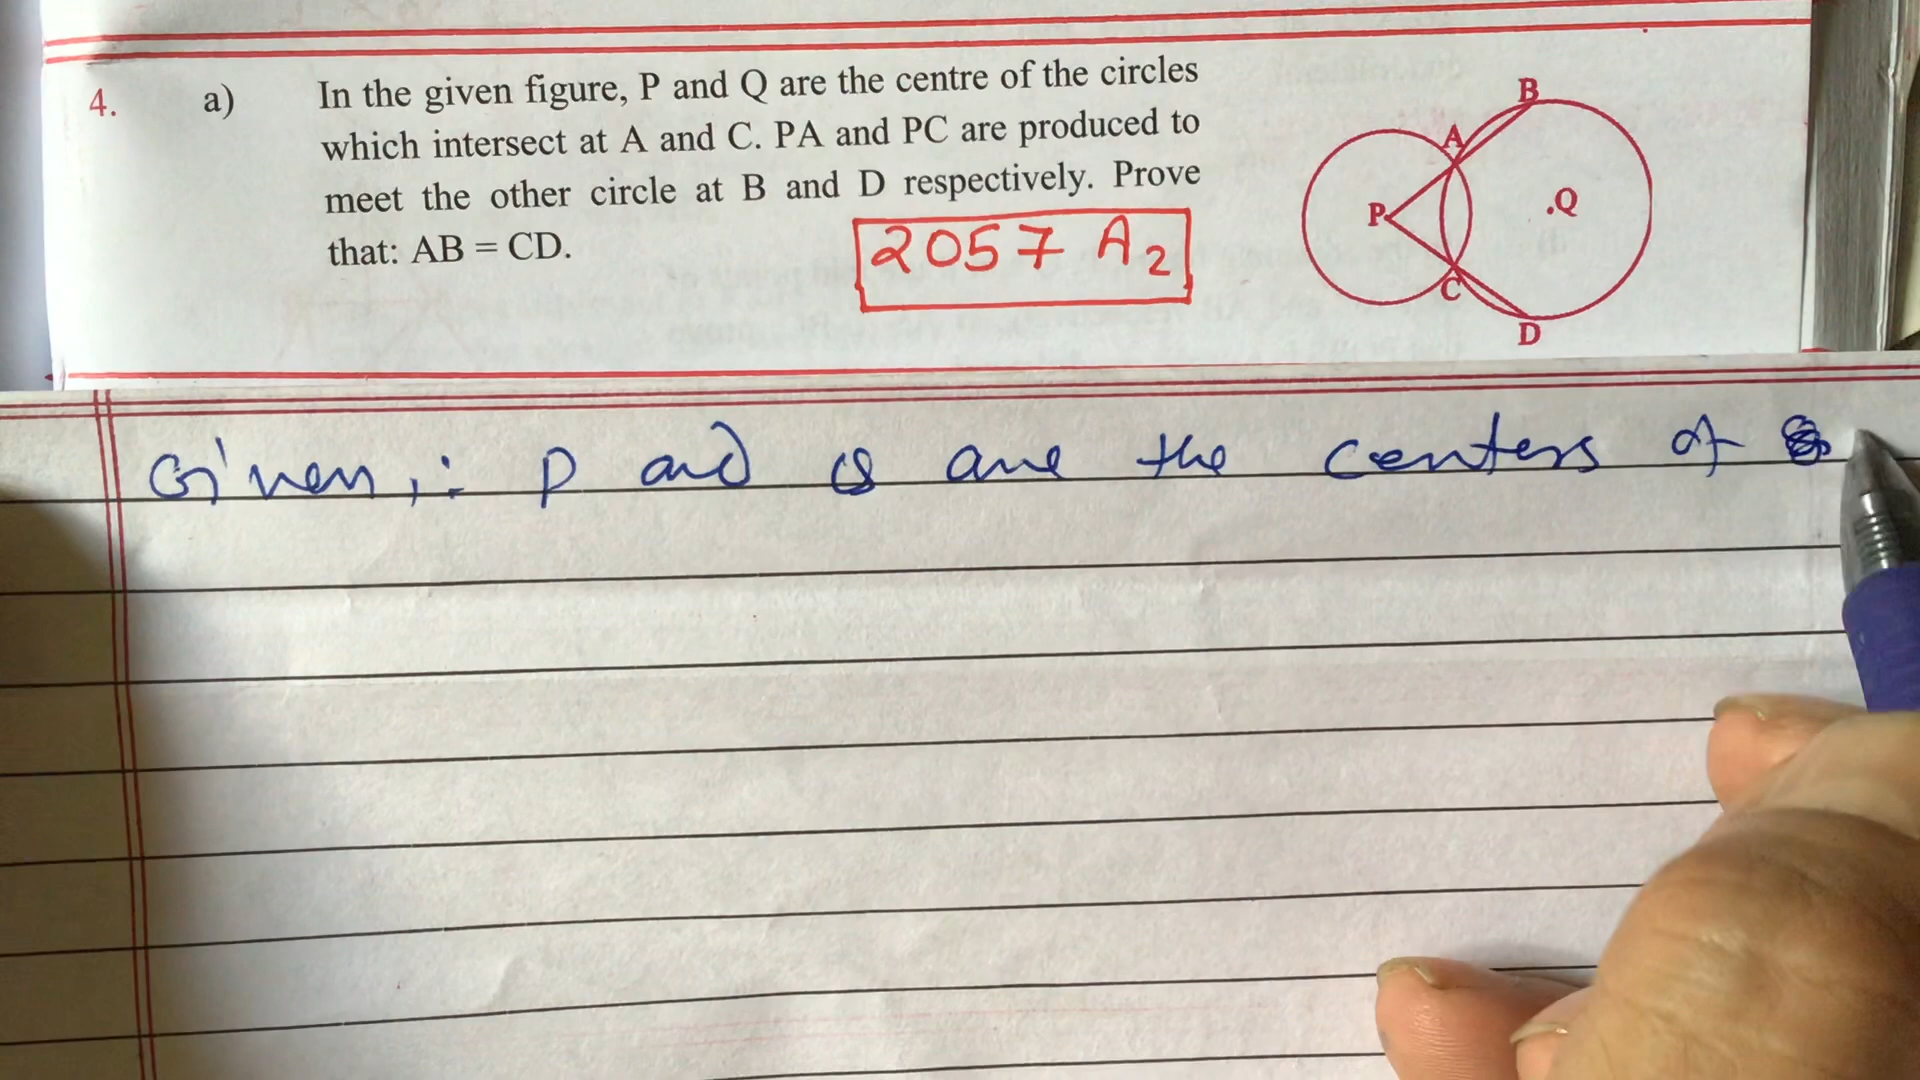 4. a) In the given figure, P and Q are the centre of the circles
which intersect at A and C. PA and PC are produced to
meet the other circle at B and D respectively. Prove
that: AB = CD.
2057 A2
B
A
P
.Q
C
D
Given,: P and Q are the centers of